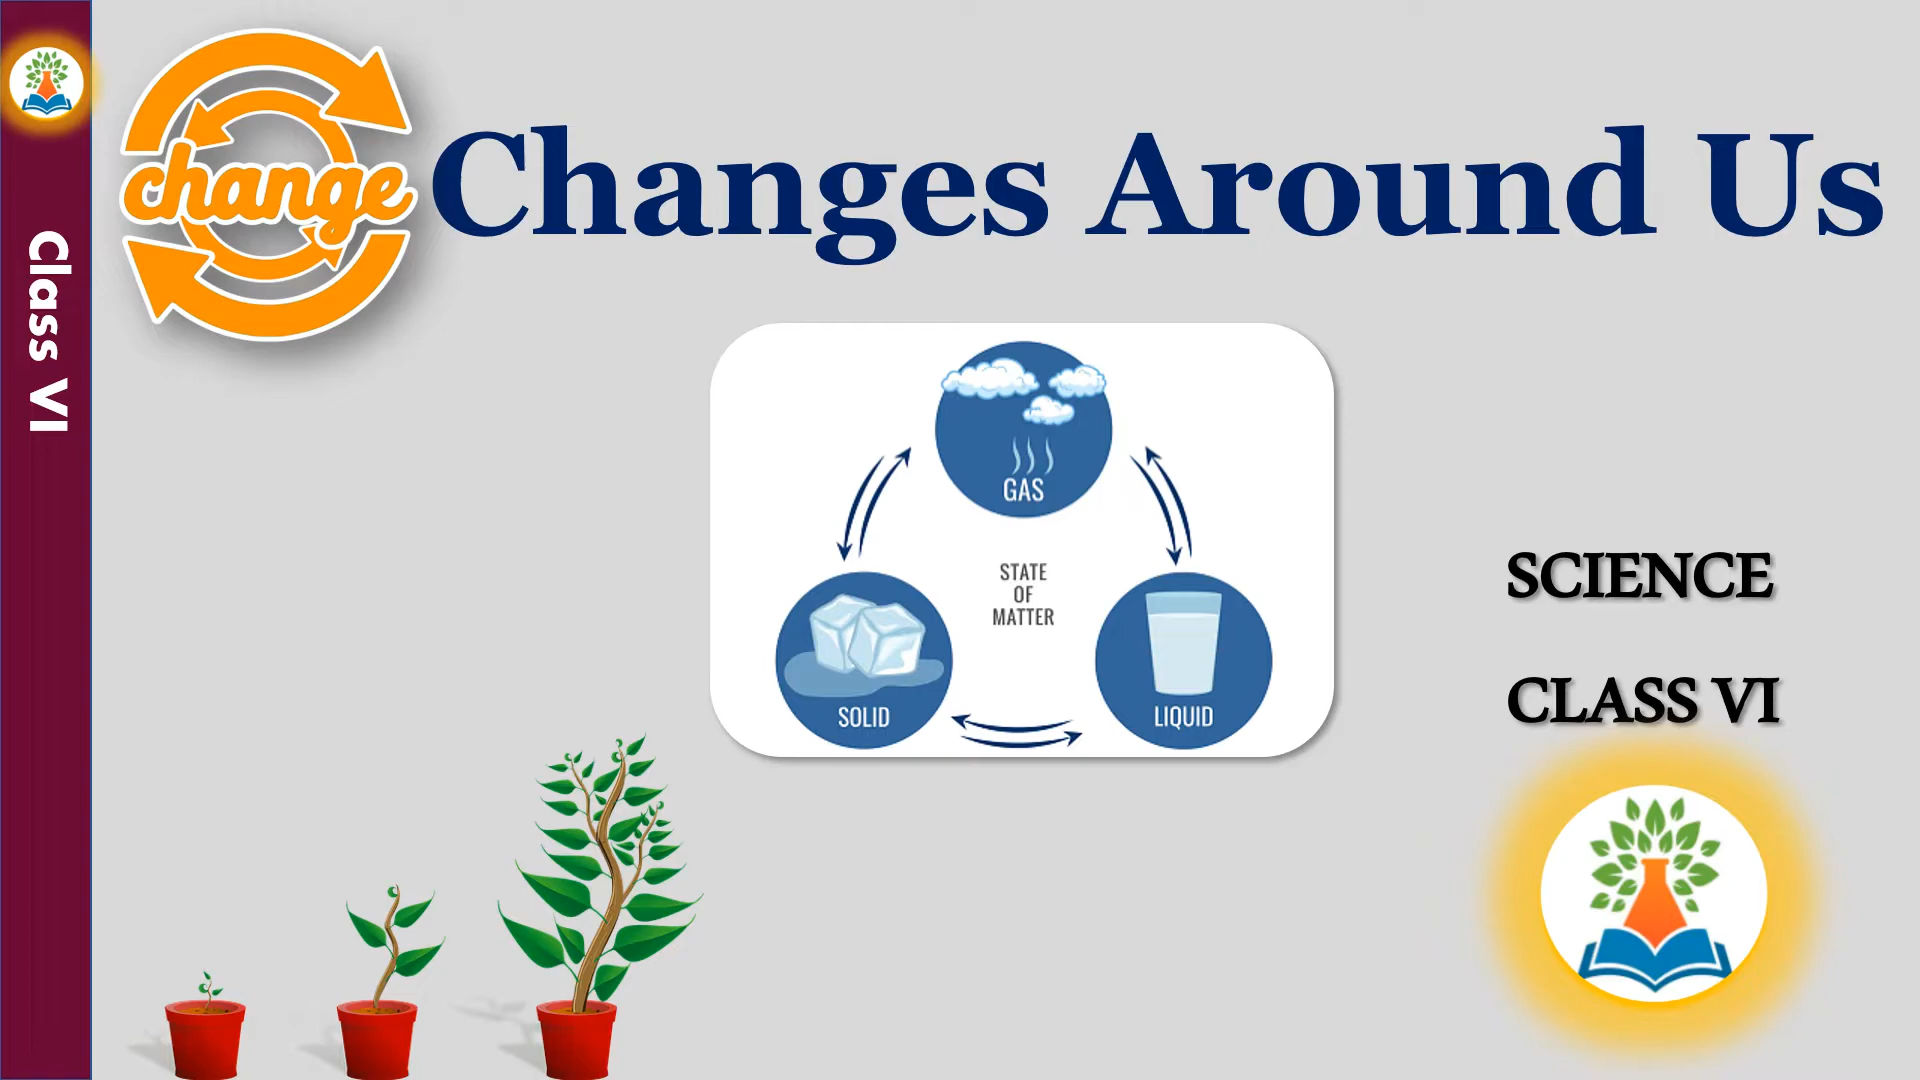 Class VI
change
Changes Around Us
GAS
STATE
OF
MATTER
SOLID
LIQUID
SCIENCE
CLASS VI